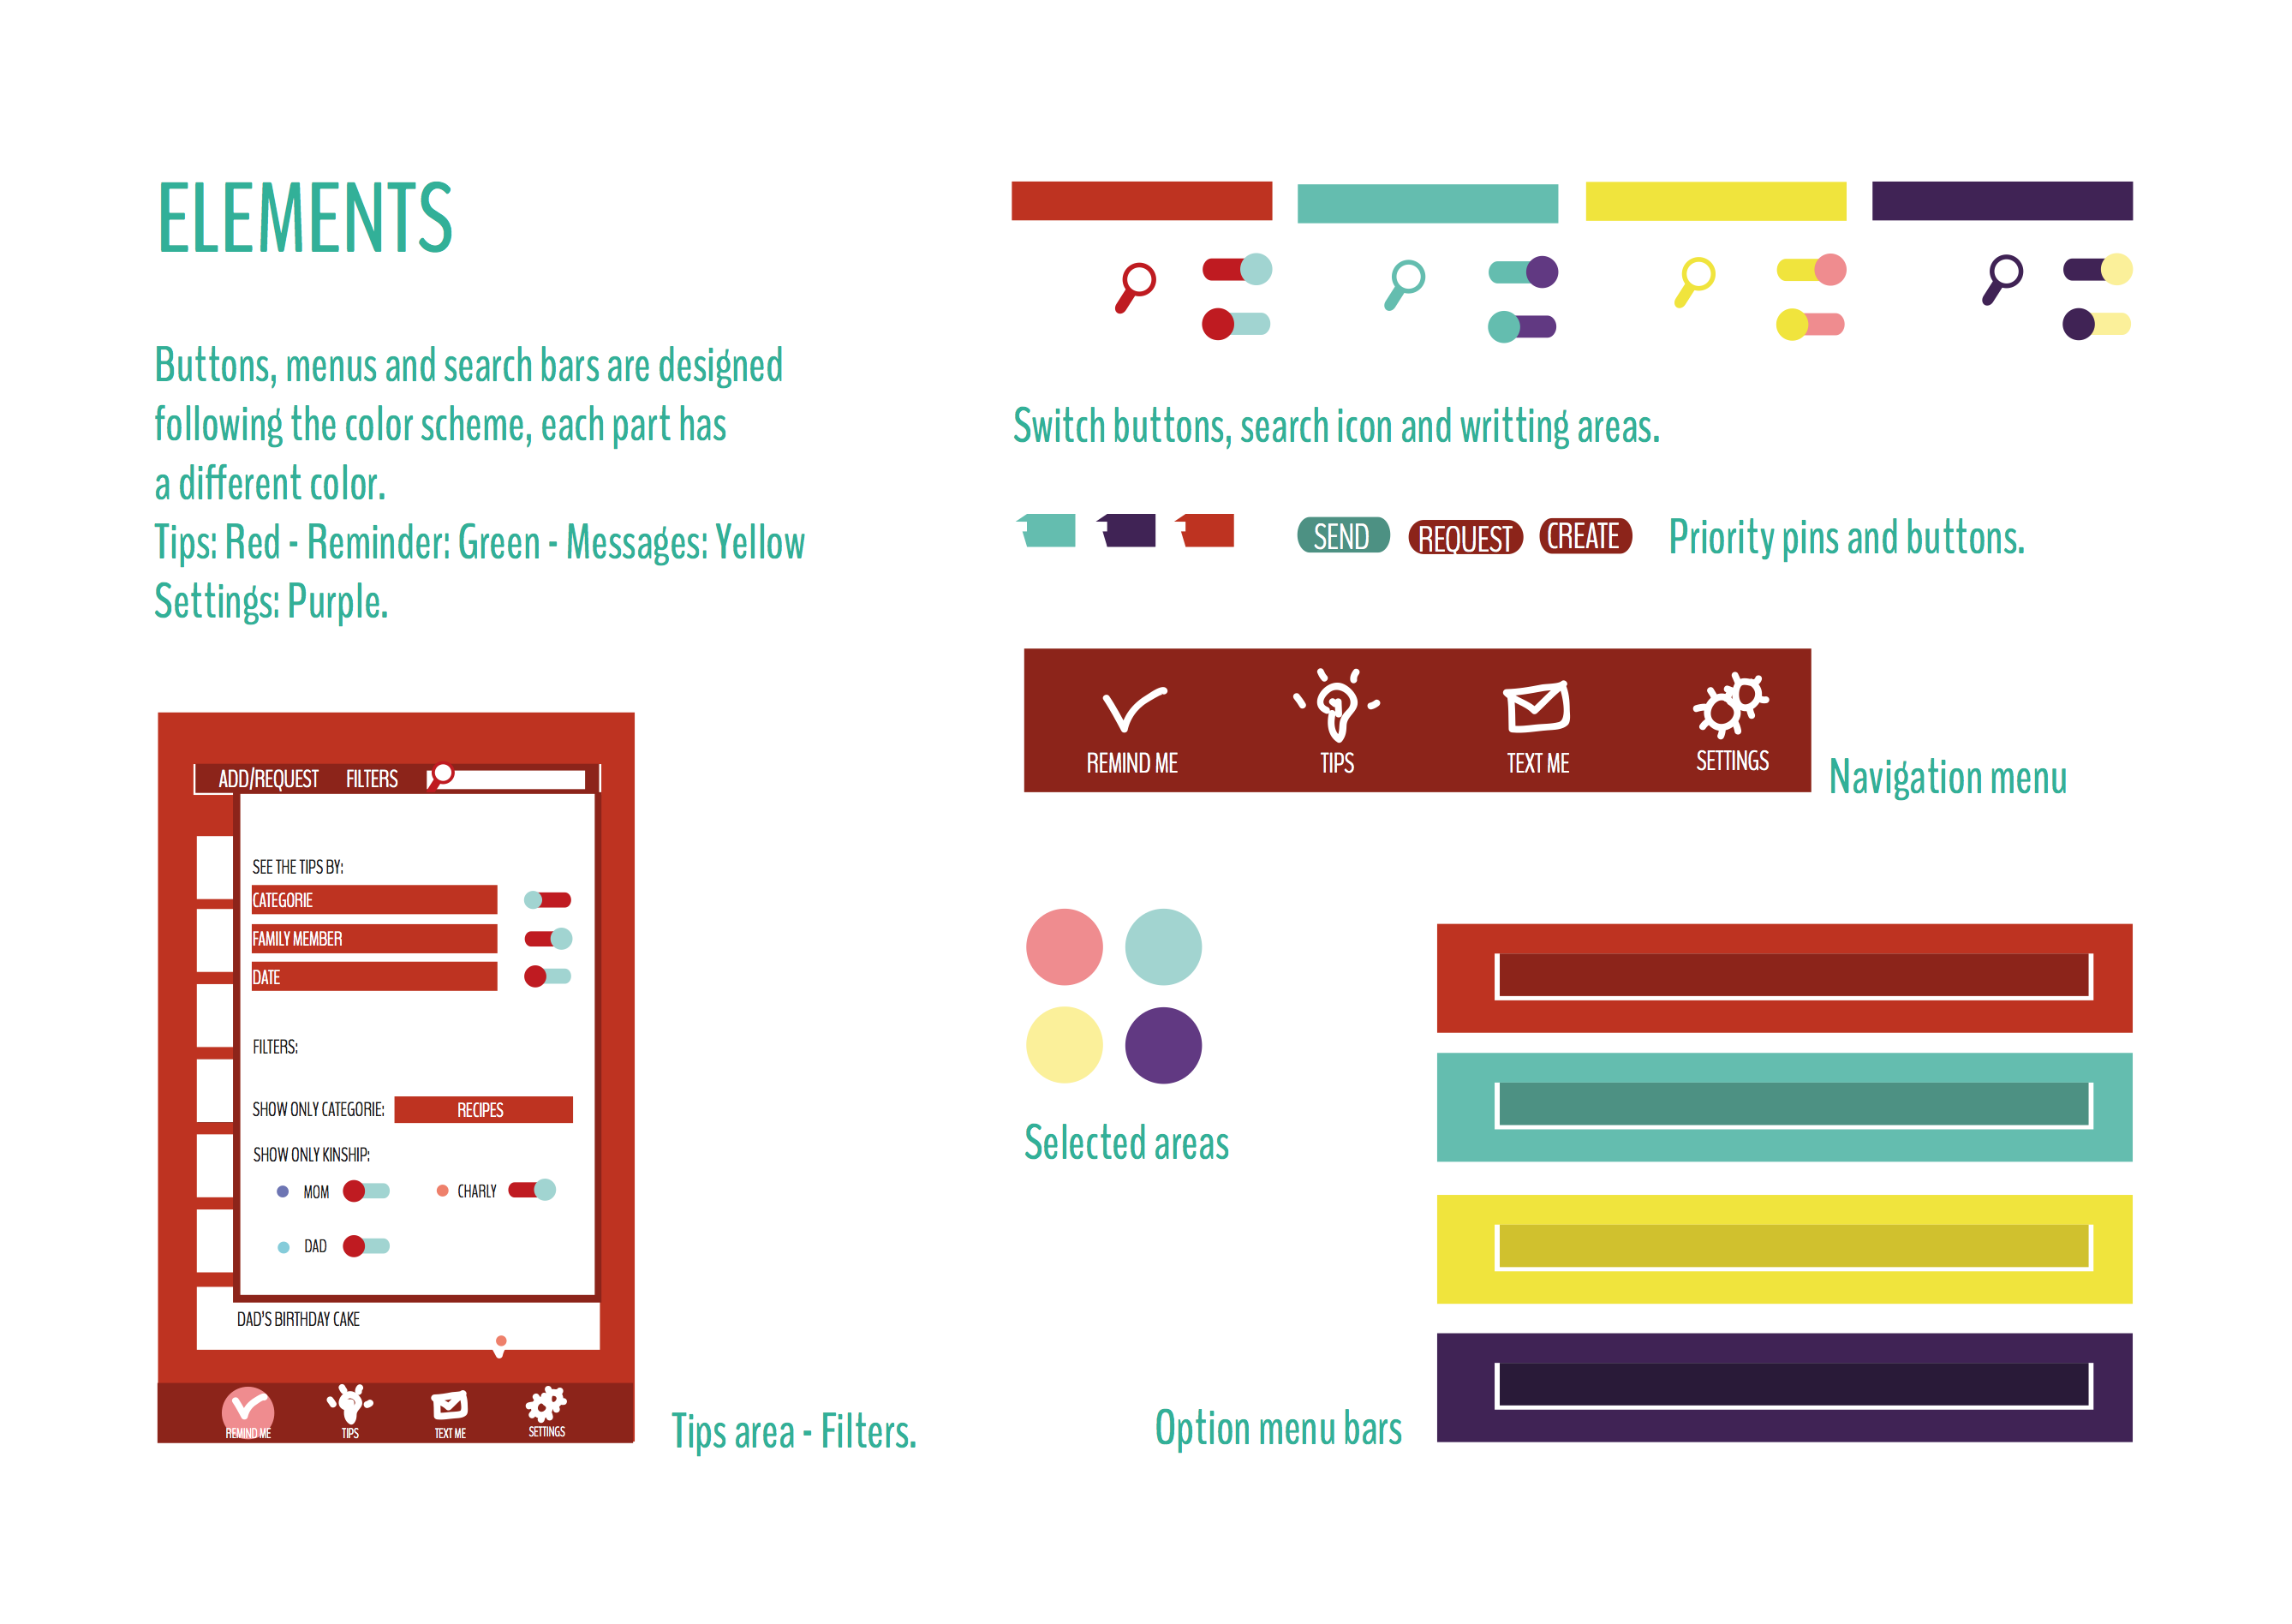 ELEMENTS
Buttons, menus and search bars are designed
following the color scheme, each part has
a different color.
Tips: Red - Reminder: Green - Messages: Yellow
Settings: Purple.
ADD/REQUEST FILTERS
SEE THE TIPS BY:
CATEGORIE
FAMILY MEMBER
DATE
FILTERS:
SHOW ONLY CATEGORIE: RECIPES
SHOW ONLY KINSHIP:
MOM CHARLY
DAD
DAD'S BIRTHDAY CAKE
REMIND ME TIPS TEXT ME SETTINGS
Tips area - Filters.
Switch buttons, search icon and writting areas.
SEND REQUEST CREATE Priority pins and buttons.
REMIND ME TIPS TEXT ME SETTINGS
Navigation menu
Selected areas
Option menu bars